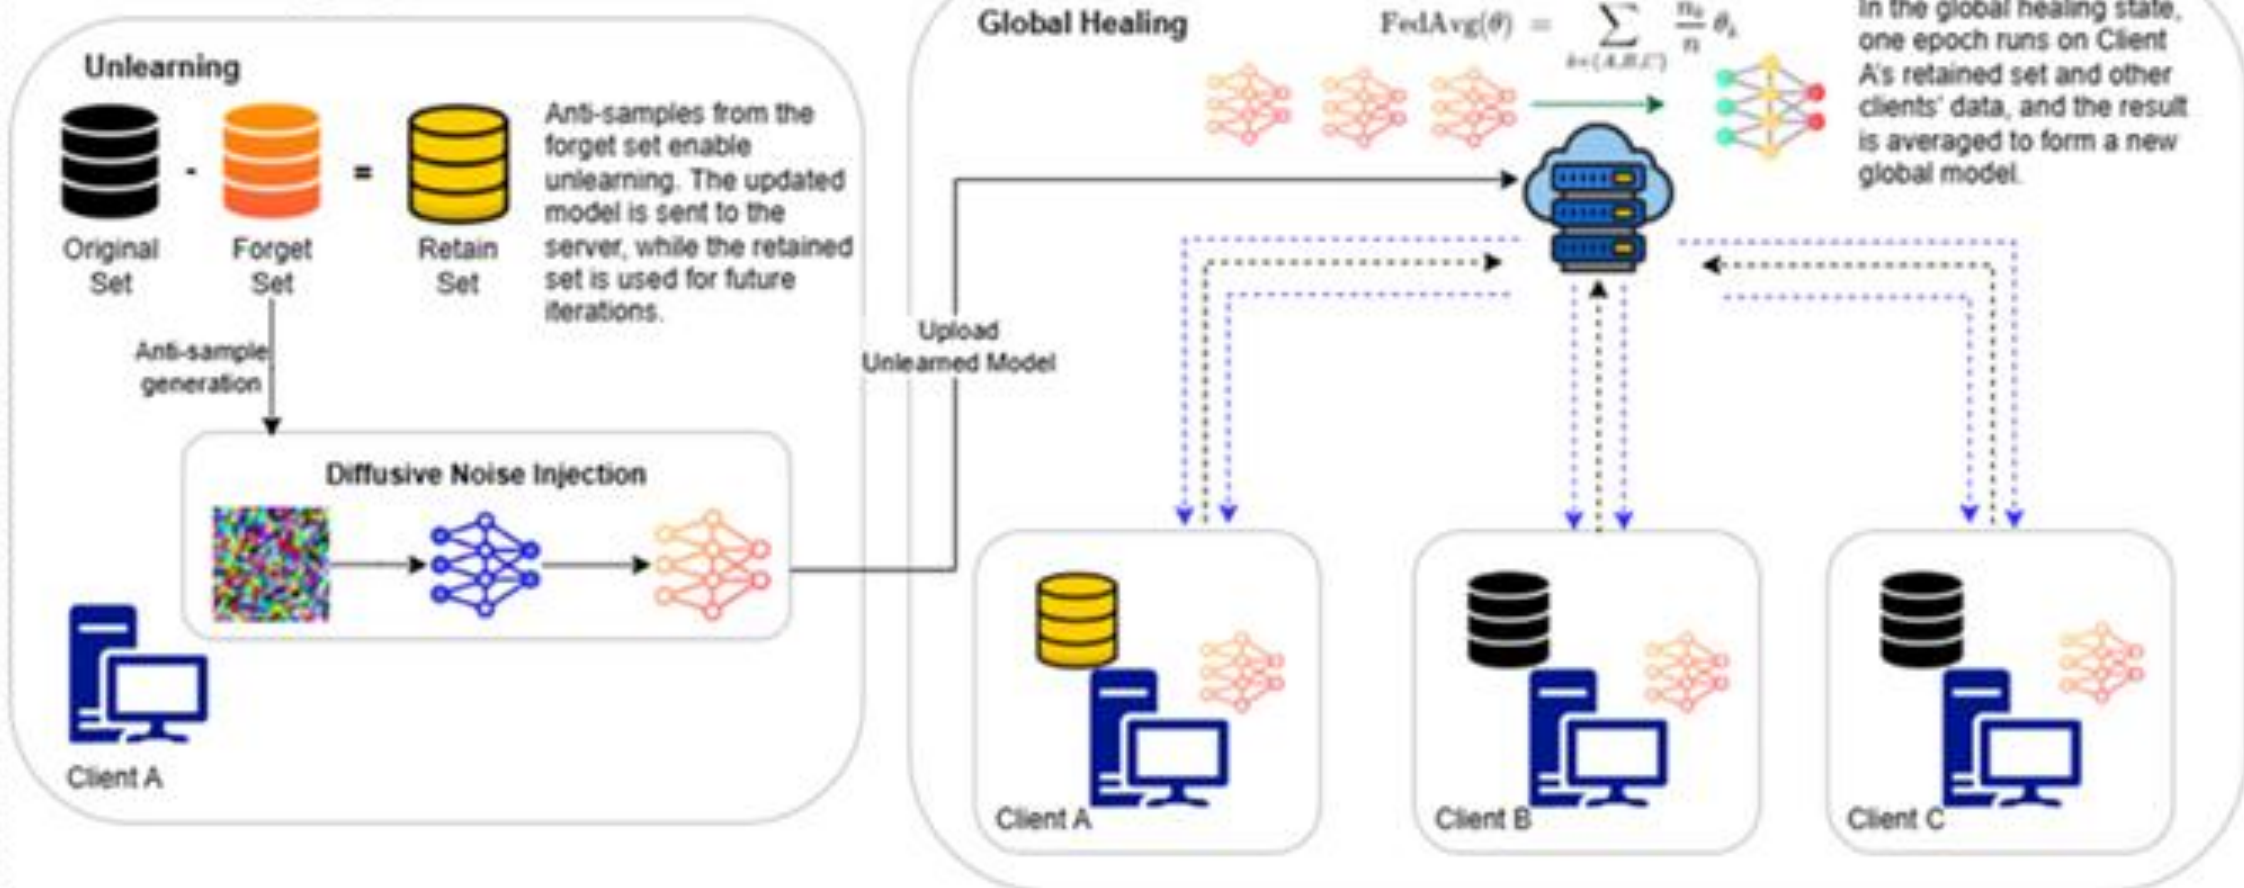 Unlearning
-
=
Original
Set
Forget
Set
Retain
Set
Anti-samples from the
forget set enable
unlearning. The updated
model is sent to the
server, while the retained
set is used for future
iterations.
Anti-sample
generation
Diffusive Noise Injection
Client A
Upload
Unlearned Model
Global Healing
FedAvg(θ) = ∑ k∈{A,B,C} n_k/n θ_k
In the global healing state,
one epoch runs on Client
A's retained set and other
clients' data, and the result
is averaged to form a new
global model.
Client A
Client B
Client C